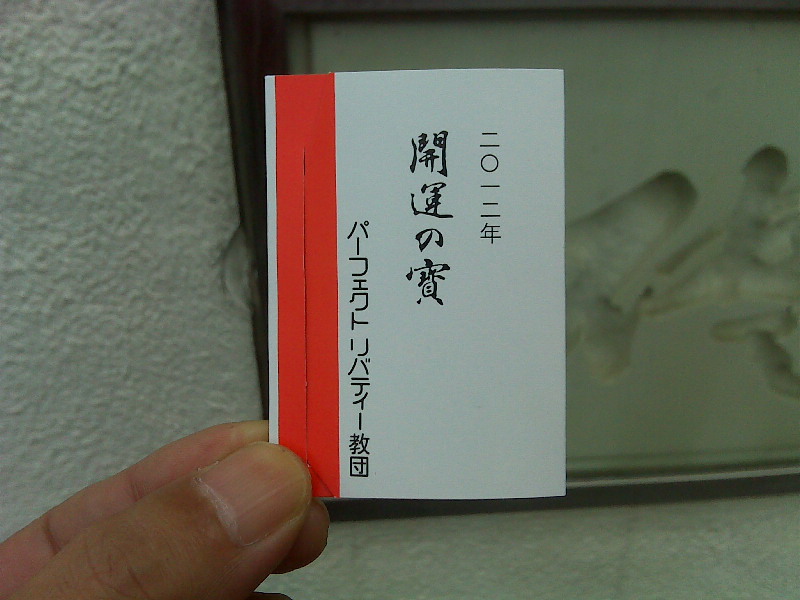 二〇一二年
開運の寳
パーフェクト リバティー教団